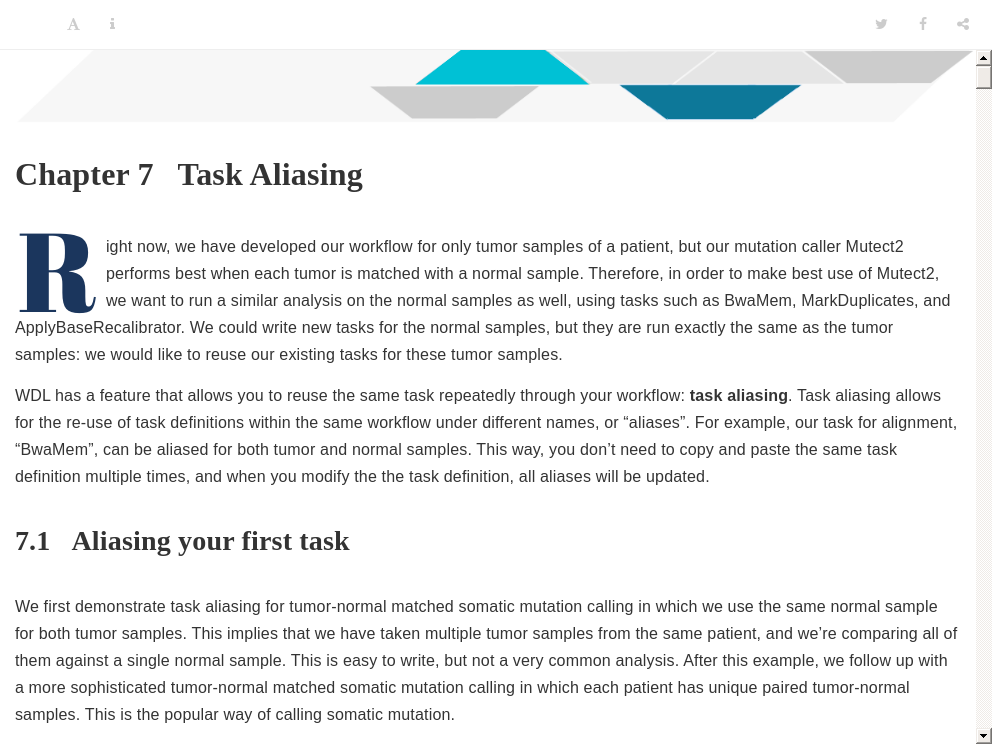 Chapter 7 Task Aliasing
Right now, we have developed our workflow for only tumor samples of a patient, but our mutation caller Mutect2
performs best when each tumor is matched with a normal sample. Therefore, in order to make best use of Mutect2,
we want to run a similar analysis on the normal samples as well, using tasks such as BwaMem, MarkDuplicates, and
ApplyBaseRecalibrator. We could write new tasks for the normal samples, but they are run exactly the same as the tumor
samples: we would like to reuse our existing tasks for these tumor samples.
WDL has a feature that allows you to reuse the same task repeatedly through your workflow: task aliasing. Task aliasing allows
for the re-use of task definitions within the same workflow under different names, or “aliases”. For example, our task for alignment,
“BwaMem”, can be aliased for both tumor and normal samples. This way, you don’t need to copy and paste the same task
definition multiple times, and when you modify the the task definition, all aliases will be updated.
7.1 Aliasing your first task
We first demonstrate task aliasing for tumor-normal matched somatic mutation calling in which we use the same normal sample
for both tumor samples. This implies that we have taken multiple tumor samples from the same patient, and we’re comparing all of
them against a single normal sample. This is easy to write, but not a very common analysis. After this example, we follow up with
a more sophisticated tumor-normal matched somatic mutation calling in which each patient has unique paired tumor-normal
samples. This is the popular way of calling somatic mutation.